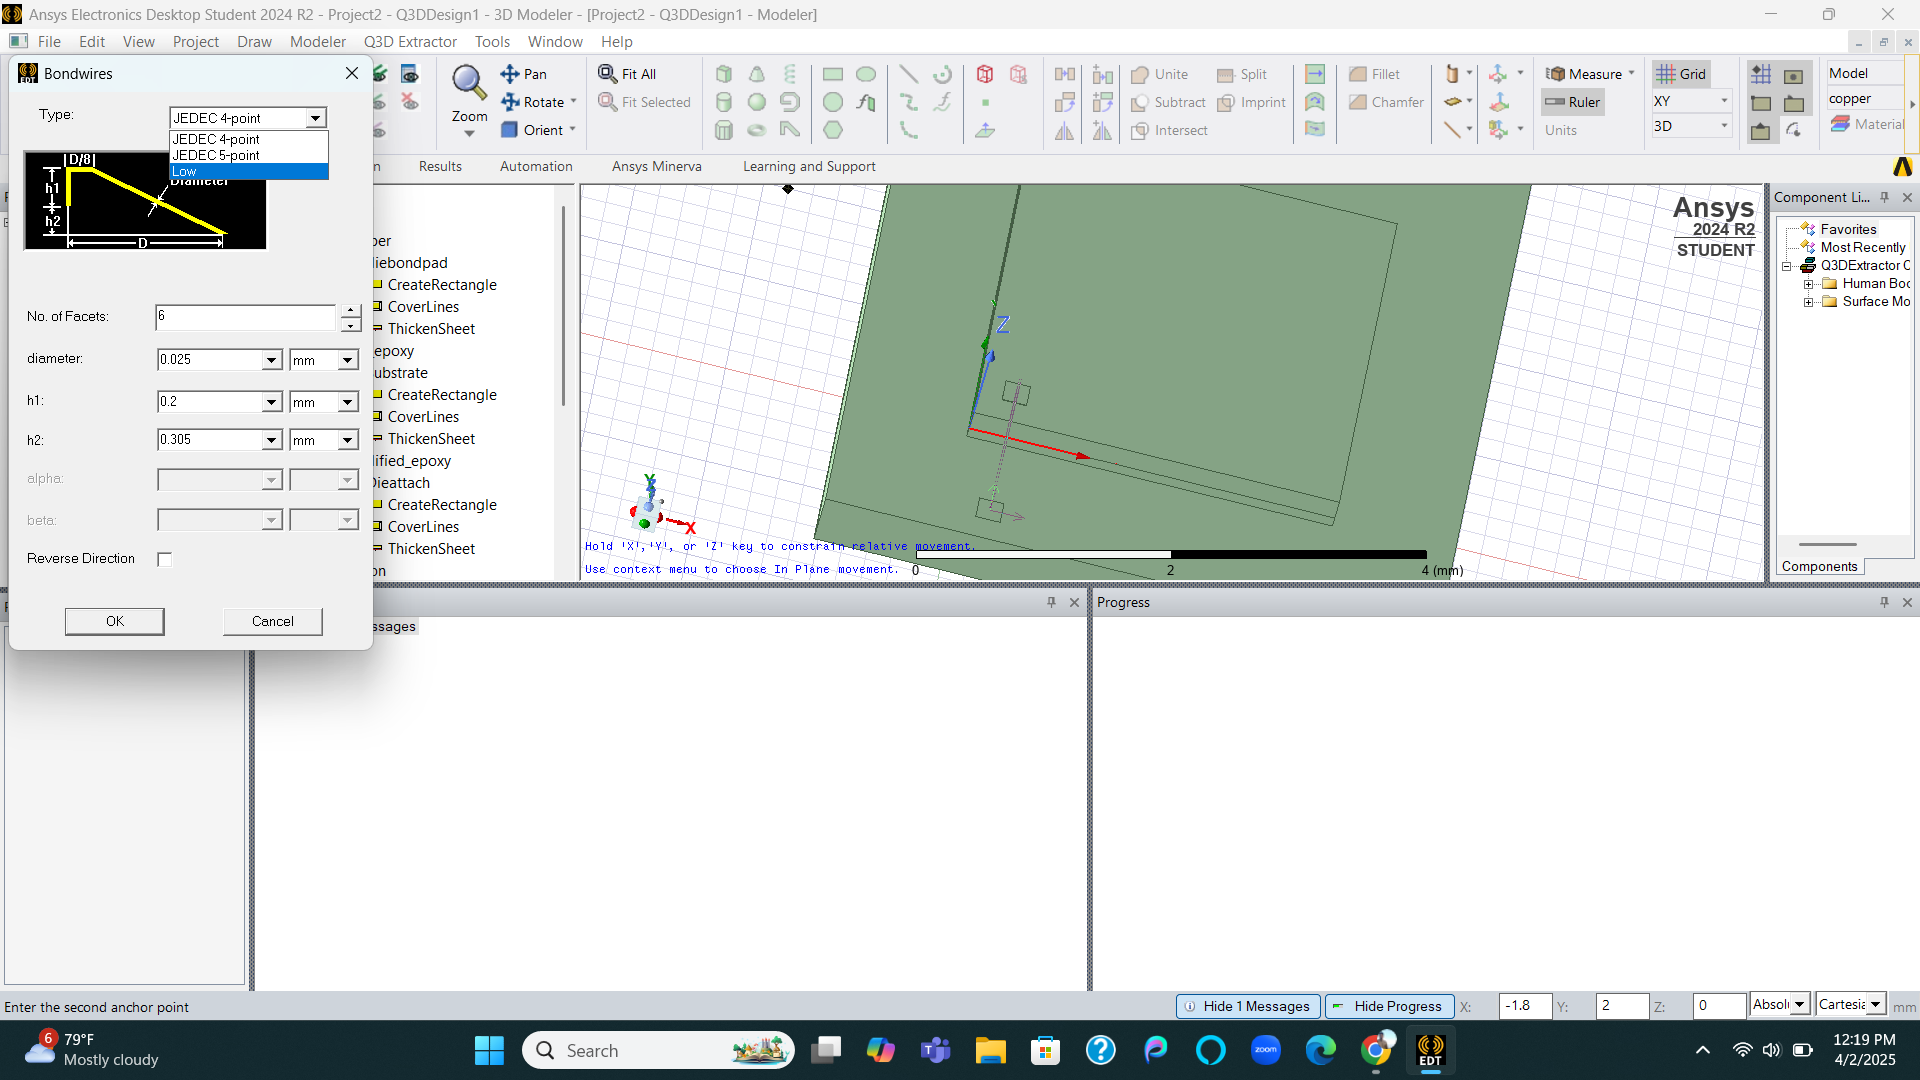 Ansys Electronics Desktop Student 2024 R2 - Project2 - Q3DDesign1 - 3D Modeler - [Project2 - Q3DDesign1 - Modeler]
File Edit View Project Draw Modeler Q3D Extractor Tools Window Help
EDT Bondwires
Type: JEDEC 4-point
JEDEC 4-point
JEDEC 5-point
Low
D/8
Diameter
h1
h2
D
No. of Facets: 6
diameter: 0.025 mm
h1: 0.2 mm
h2: 0.305 mm
alpha:
beta:
Reverse Direction
OK Cancel
Zoom
Pan
Rotate
Orient
Fit All
Fit Selected
Unite
Subtract
Intersect
Split
Imprint
Fillet
Chamfer
Measure
Ruler
Units
Grid
XY
3D
Model
copper
Material
n Results Automation Ansys Minerva Learning and Support
per
iebondpad
CreateRectangle
CoverLines
ThickenSheet
epoxy
ubstrate
CreateRectangle
CoverLines
ThickenSheet
ified_epoxy
Dieattach
CreateRectangle
CoverLines
ThickenSheet
on
Ansys
2024 R2
STUDENT
Z
Y
Z
X
Hold 'X','Y', or 'Z' key to constrain relative movement.
Use context menu to choose In Plane movement.
0 2 4 (mm)
Component Li...
Favorites
Most Recently
Q3DExtractor C
Human Boc
Surface Mo
Components
ssages
Progress
Enter the second anchor point
Hide 1 Messages Hide Progress X: -1.8 Y: 2 Z: 0 Absolu Cartesia mm
6
79°F
Mostly cloudy
Search
zoom
EDT
12:19 PM
4/2/2025